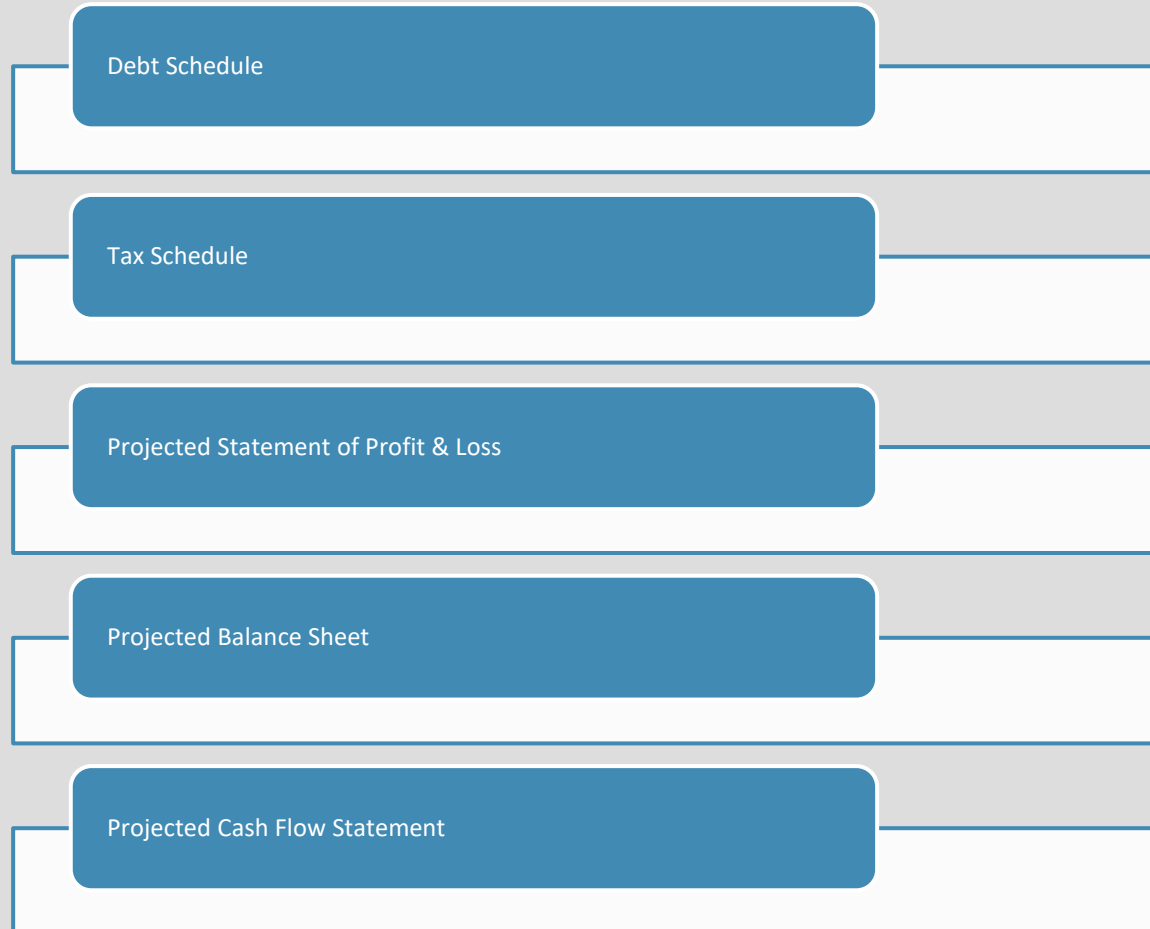 Debt Schedule
Tax Schedule
Projected Statement of Profit & Loss
Projected Balance Sheet
Projected Cash Flow Statement